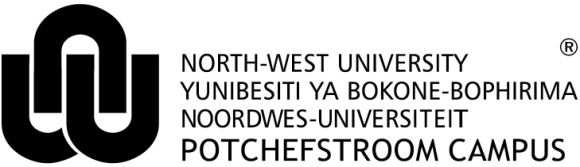 ®
NORTH-WEST UNIVERSITY
YUNIBESITI YA BOKONE-BOPHIRIMA
NOORDWES-UNIVERSITEIT
POTCHEFSTROOM CAMPUS